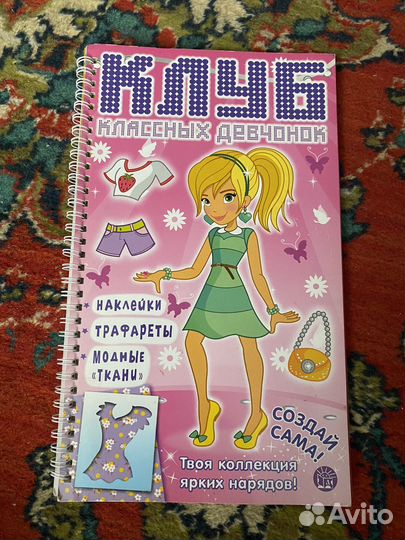 КЛУБ
КЛАССНЫХ ДЕВЧОНОК
НАКЛЕЙКИ
ТРАФАРЕТЫ
МОДНЫЕ
«ТКАНИ»
СОЗДАЙ
САМА!
Твоя коллекция
ярких нарядов!
Avito